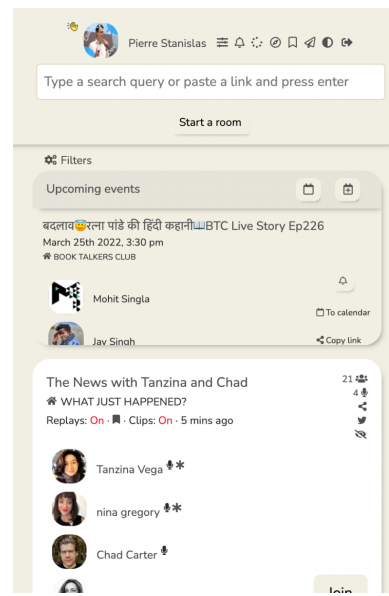 Pierre Stanislas
Type a search query or paste a link and press enter
Start a room
Filters
Upcoming events
बदलाव😇रत्ना पांडे की हिंदी कहानी📖BTC Live Story Ep226
March 25th 2022, 3:30 pm
BOOK TALKERS CLUB
Mohit Singla
To calendar
Jay Singh
Copy link
The News with Tanzina and Chad
21
WHAT JUST HAPPENED?
4
Replays: On · Clips: On · 5 mins ago
Tanzina Vega
nina gregory
Chad Carter
Join